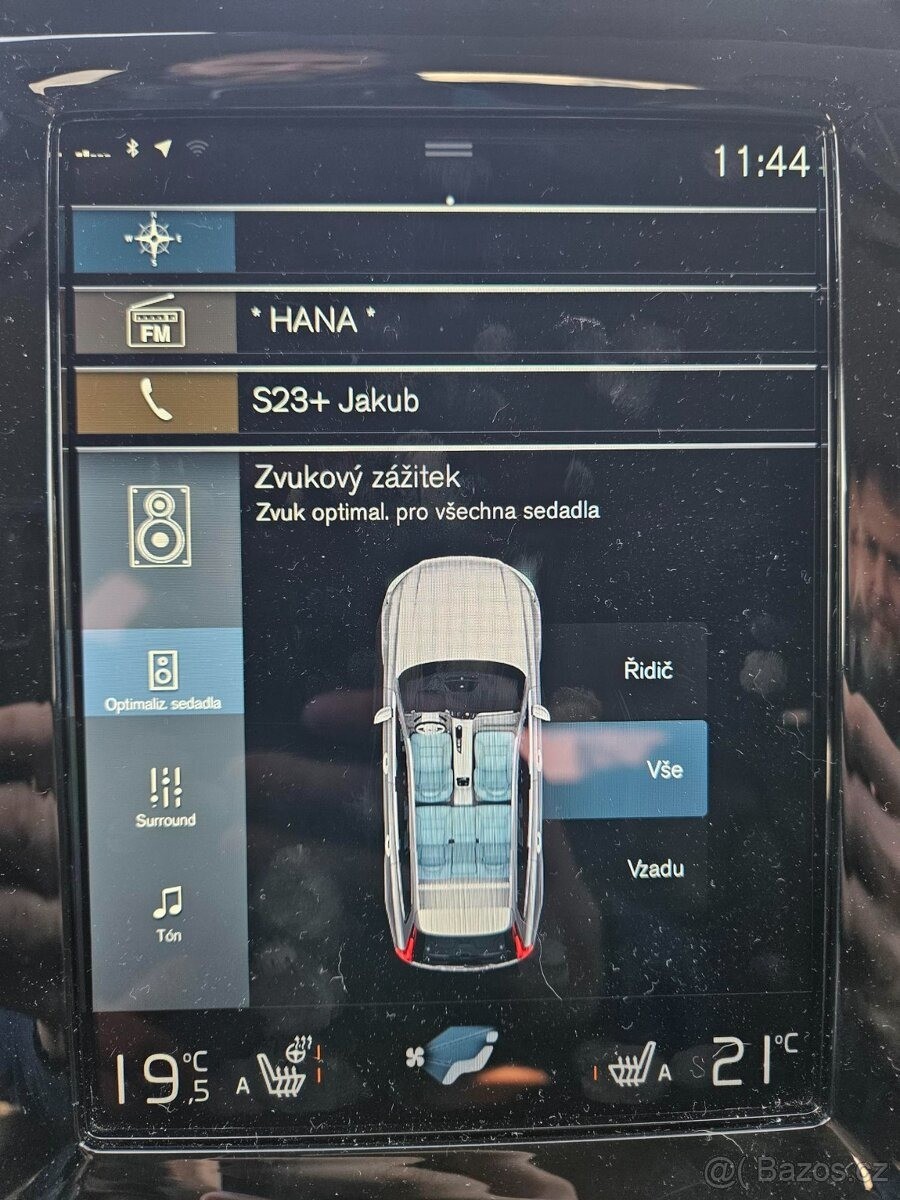 11:44
N
W E
S
FM
* HANA *
S23+ Jakub
Zvukový zážitek
Zvuk optimal. pro všechna sedadla
Optimaliz. sedadla
Surround
Tón
Řidič
Vše
Vzadu
19,5 °C
A
A
21 °C
@( Bazos.cz